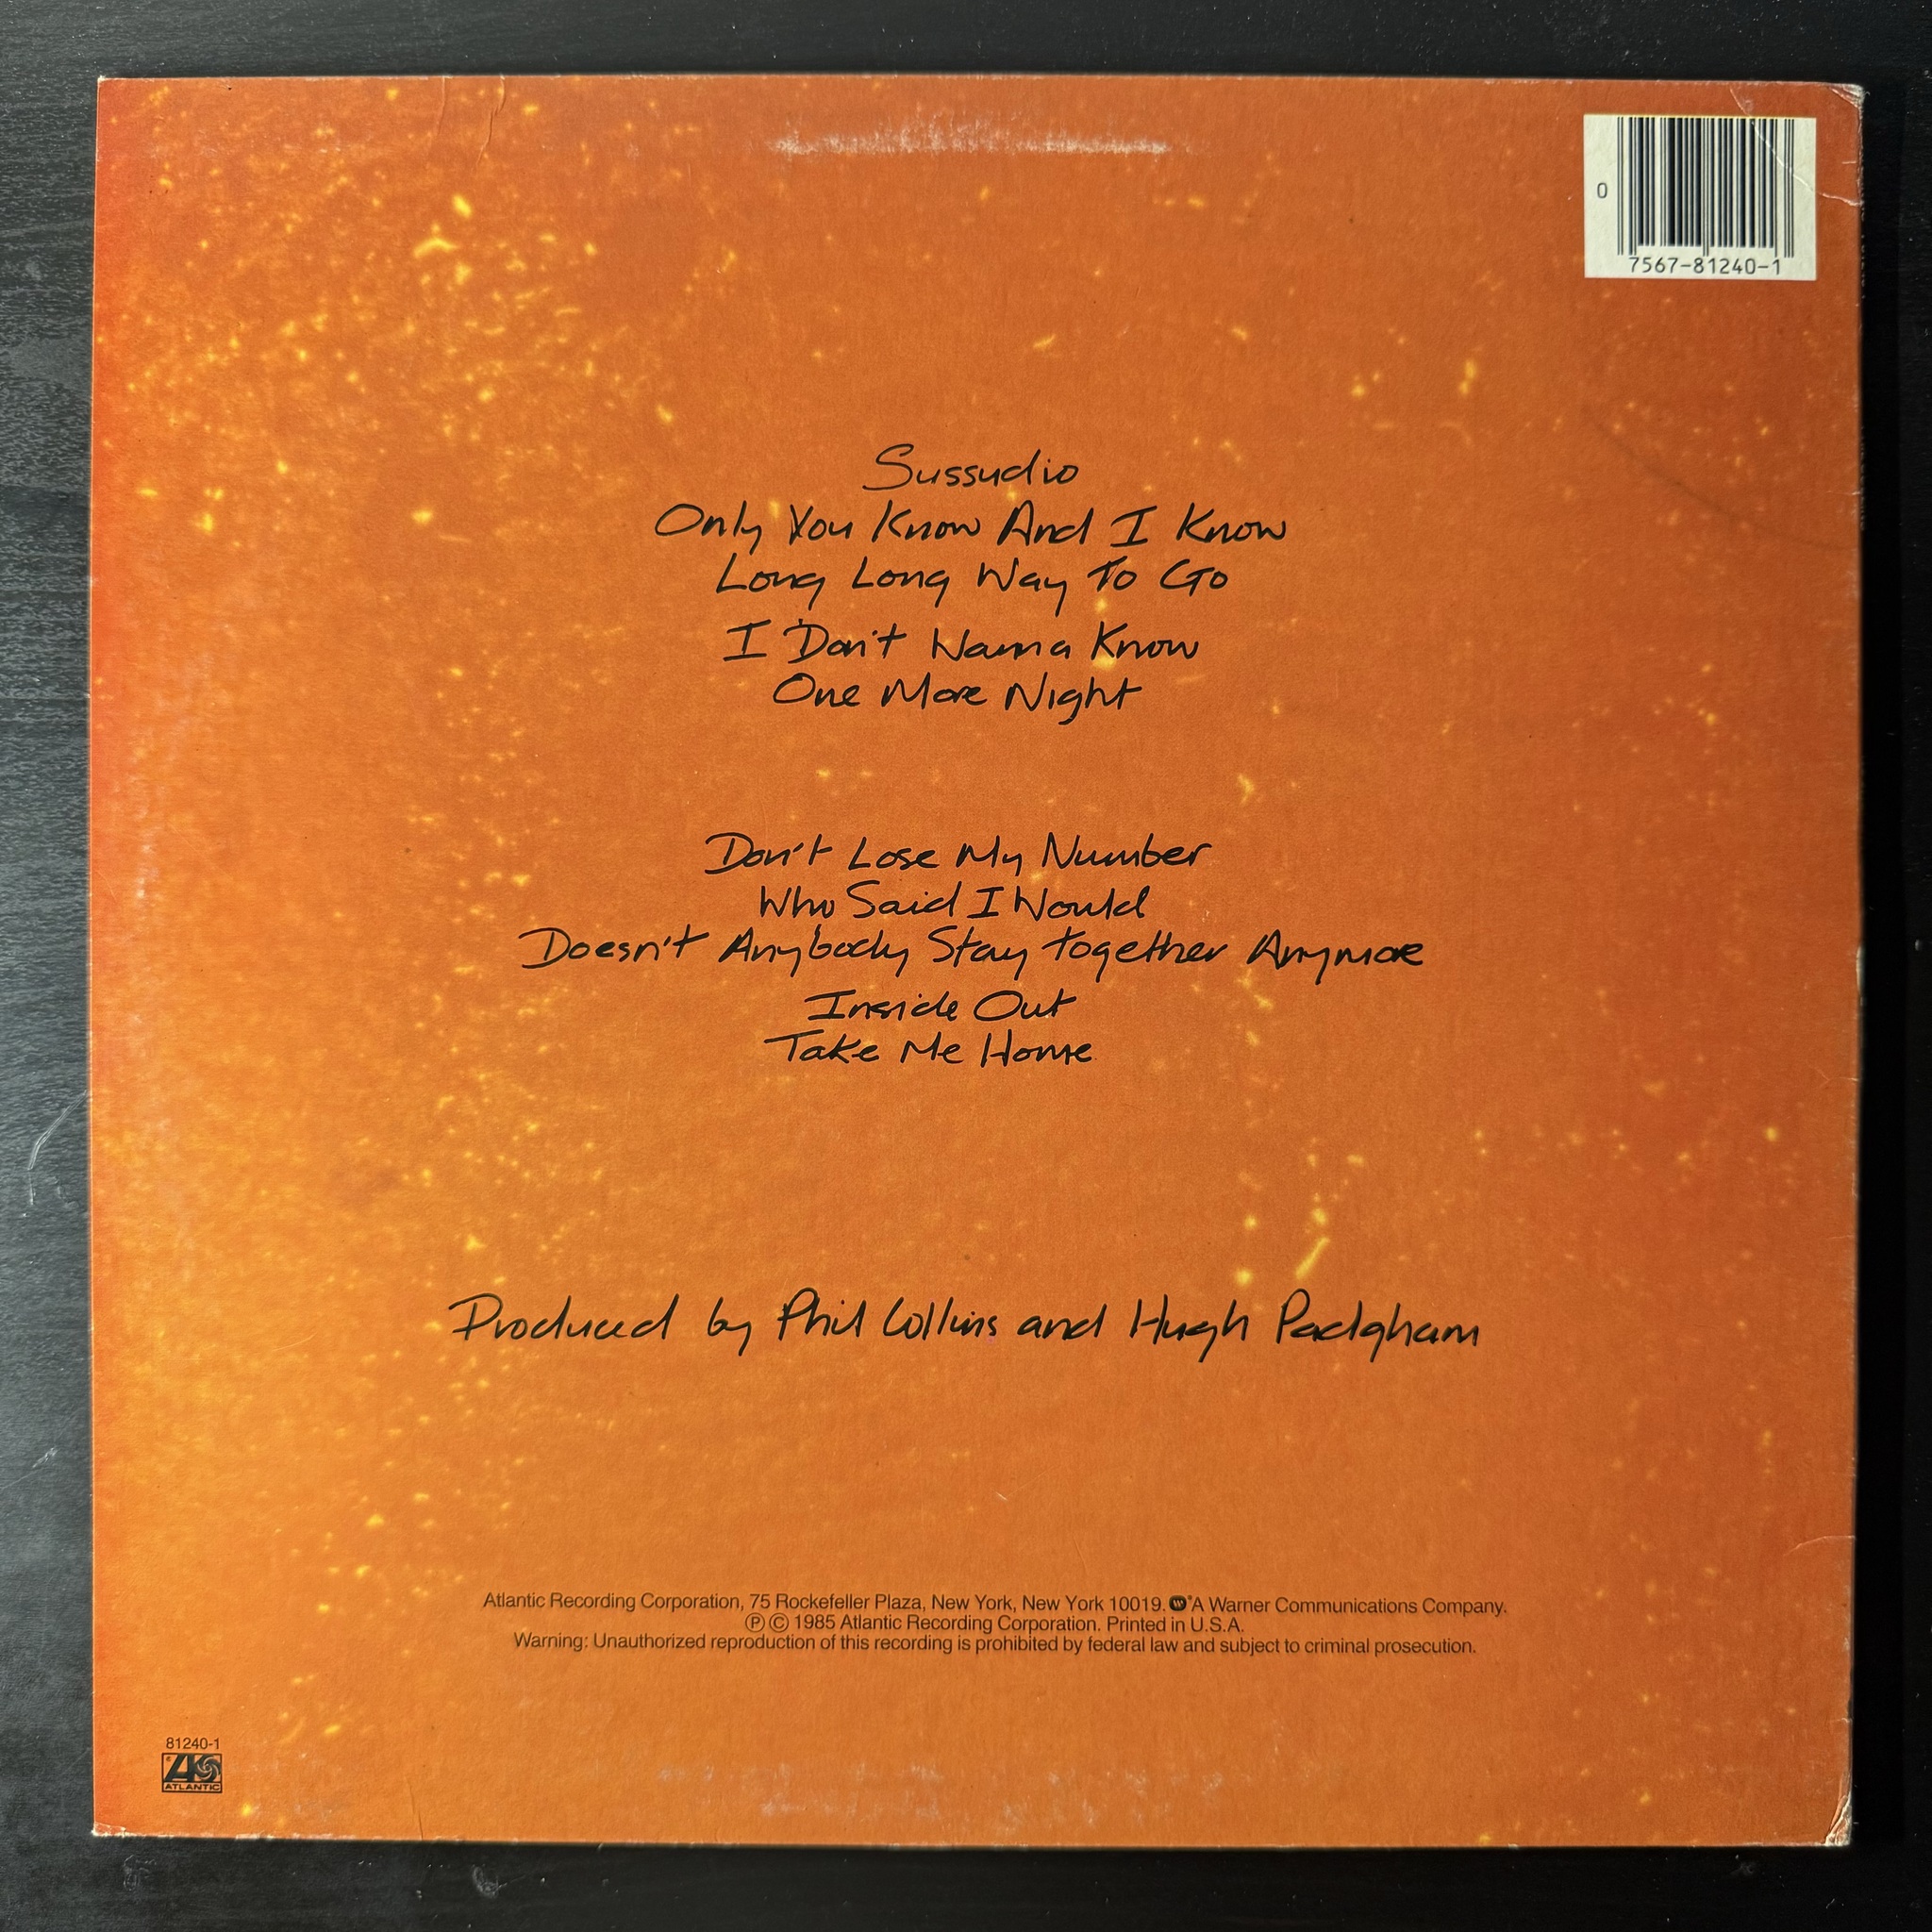 0
7567-81240-1
Sussudio
Only You Know And I Know
Long Long Way To Go
I Don't Wanna Know
One More Night
Don't Lose My Number
Who Said I Would
Doesn't Anybody Stay Together Anymore
Inside Out
Take Me Home
Produced by Phil Collins and Hugh Padgham
Atlantic Recording Corporation, 75 Rockefeller Plaza, New York, New York 10019. W ® A Warner Communications Company.
℗ © 1985 Atlantic Recording Corporation. Printed in U.S.A.
Warning: Unauthorized reproduction of this recording is prohibited by federal law and subject to criminal prosecution.
81240-1
ATLANTIC